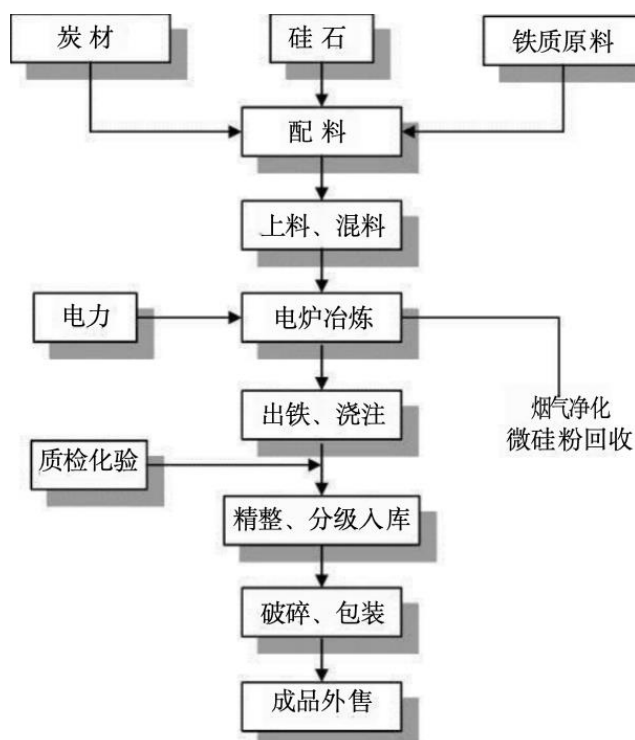 炭材
硅石
铁质原料
配料
上料、混料
电力
电炉冶炼
出铁、浇注
烟气净化
微硅粉回收
质检化验
精整、分级入库
破碎、包装
成品外售